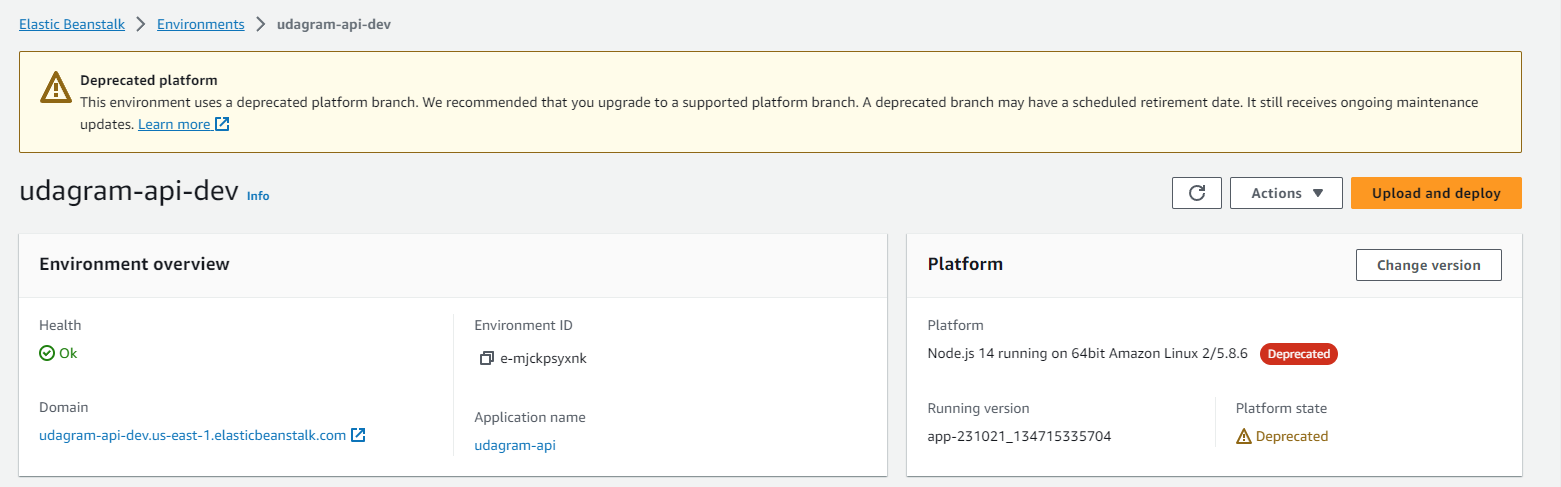 Elastic Beanstalk > Environments > udagram-api-dev
Deprecated platform
This environment uses a deprecated platform branch. We recommended that you upgrade to a supported platform branch. A deprecated branch may have a scheduled retirement date. It still receives ongoing maintenance
updates. Learn more
udagram-api-dev Info
Actions
Upload and deploy
Environment overview
Health
Ok
Environment ID
e-mjckpsyxnk
Domain
udagram-api-dev.us-east-1.elasticbeanstalk.com
Application name
udagram-api
Platform
Change version
Platform
Node.js 14 running on 64bit Amazon Linux 2/5.8.6 Deprecated
Running version
app-231021_134715335704
Platform state
Deprecated